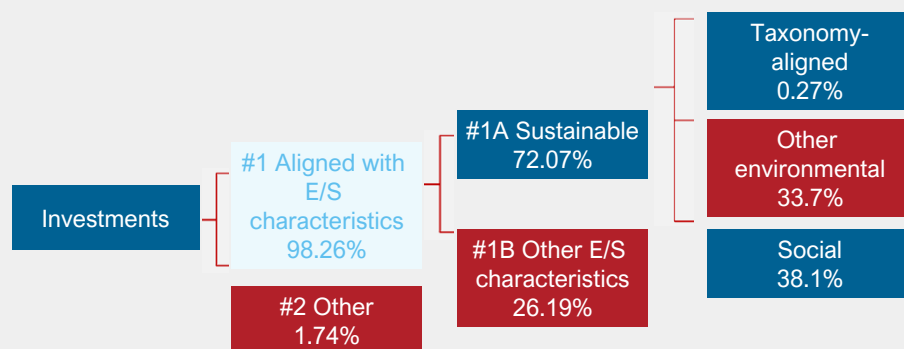 Investments
#1 Aligned with
E/S
characteristics
98.26%
#2 Other
1.74%
#1A Sustainable
72.07%
#1B Other E/S
characteristics
26.19%
Taxonomy-
aligned
0.27%
Other
environmental
33.7%
Social
38.1%